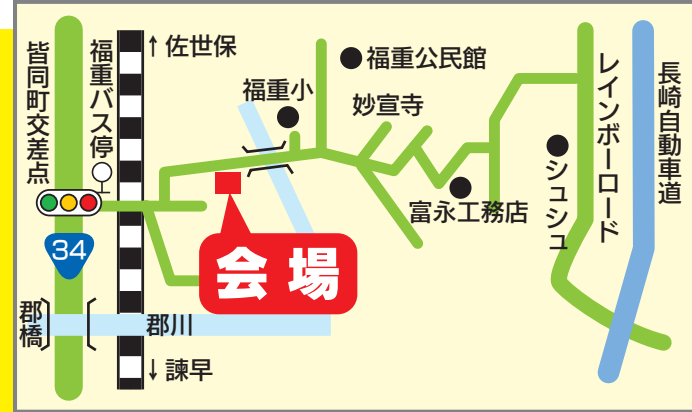 皆同町交差点
福重バス停
↑佐世保
福重小
福重公民館
妙宣寺
富永工務店
シュシュ
レインボーロード
長崎自動車道
34
会場
郡橋
郡川
↓諫早